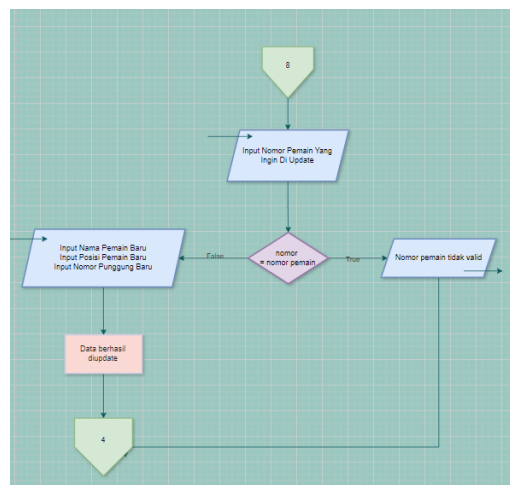 8
Input Nomor Pemain Yang
Ingin Di Update
nomor
= nomor pemain
False
True
Input Nama Pemain Baru
Input Posisi Pemain Baru
Input Nomor Punggung Baru
Nomor pemain tidak valid
Data berhasil
diupdate
4